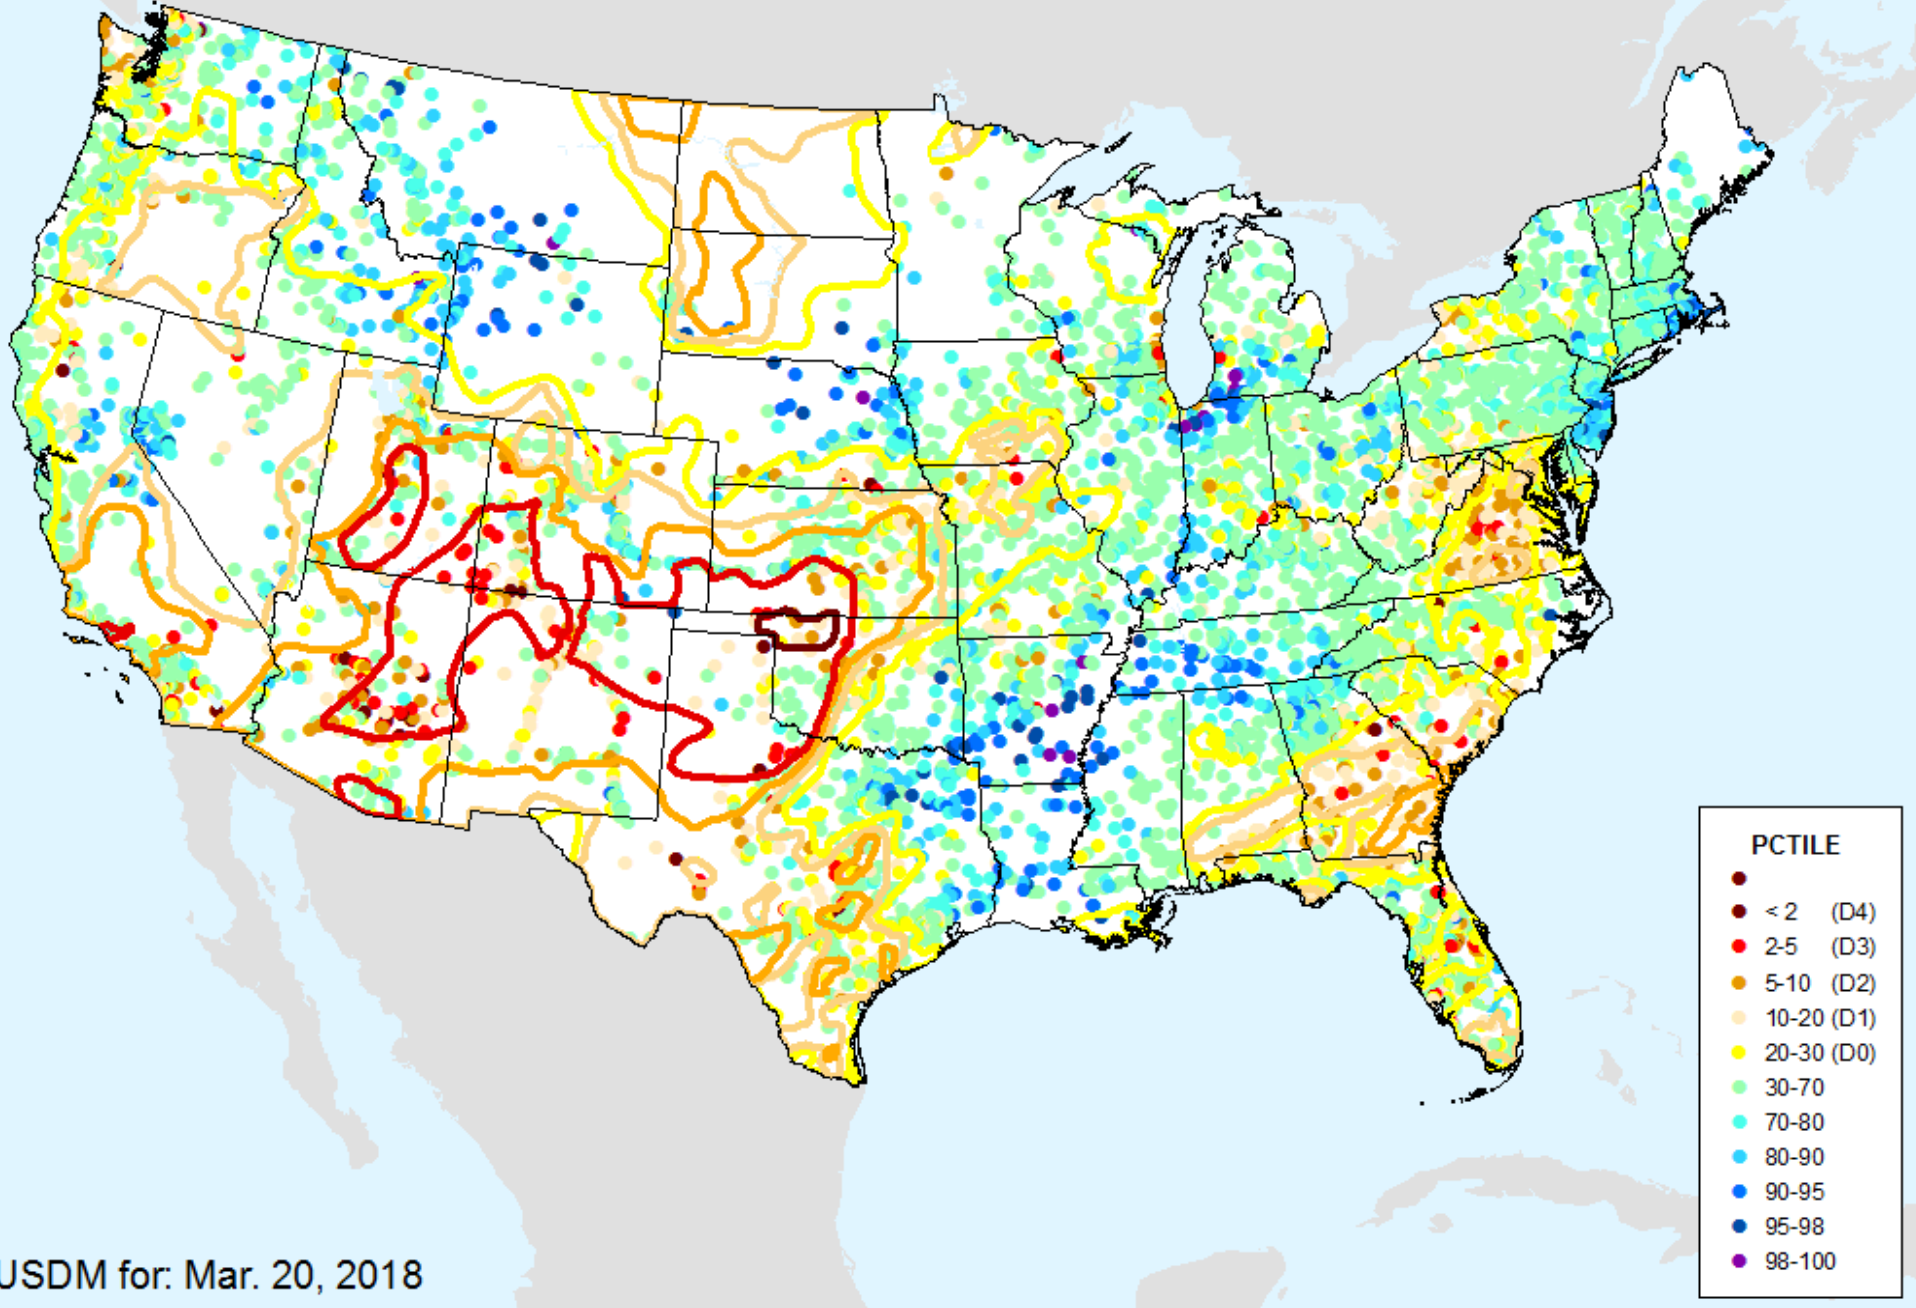 PCTILE
< 2 (D4)
2-5 (D3)
5-10 (D2)
10-20 (D1)
20-30 (D0)
30-70
70-80
80-90
90-95
95-98
98-100
USDM for: Mar. 20, 2018